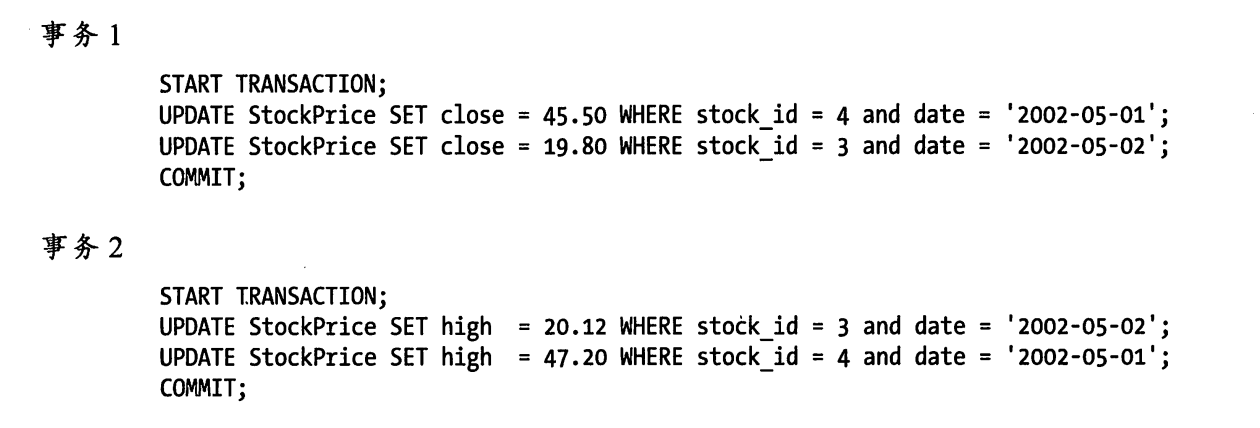 事务 1
START TRANSACTION;
UPDATE StockPrice SET close = 45.50 WHERE stock_id = 4 and date = '2002-05-01';
UPDATE StockPrice SET close = 19.80 WHERE stock_id = 3 and date = '2002-05-02';
COMMIT;
事务 2
START TRANSACTION;
UPDATE StockPrice SET high  = 20.12 WHERE stock_id = 3 and date = '2002-05-02';
UPDATE StockPrice SET high  = 47.20 WHERE stock_id = 4 and date = '2002-05-01';
COMMIT;